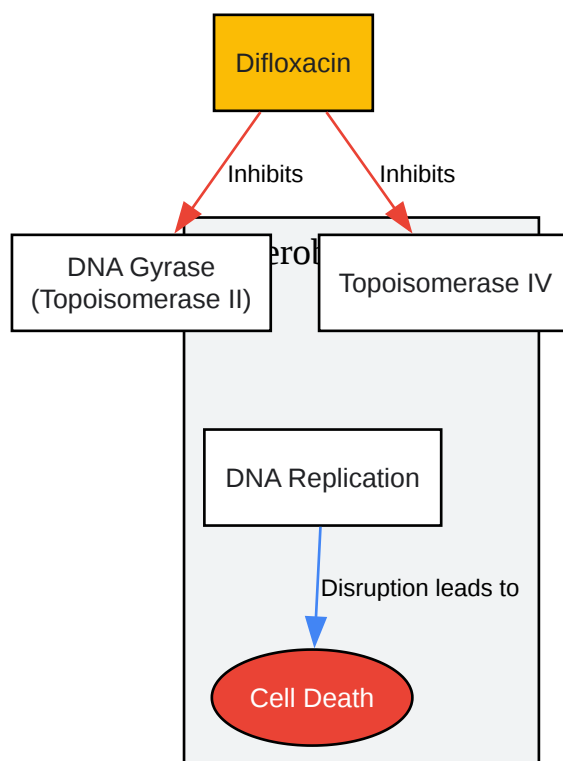 Difloxacin
Inhibits
Inhibits
DNA Gyrase
(Topoisomerase II)
Topoisomerase IV
DNA Replication
Disruption leads to
Cell Death